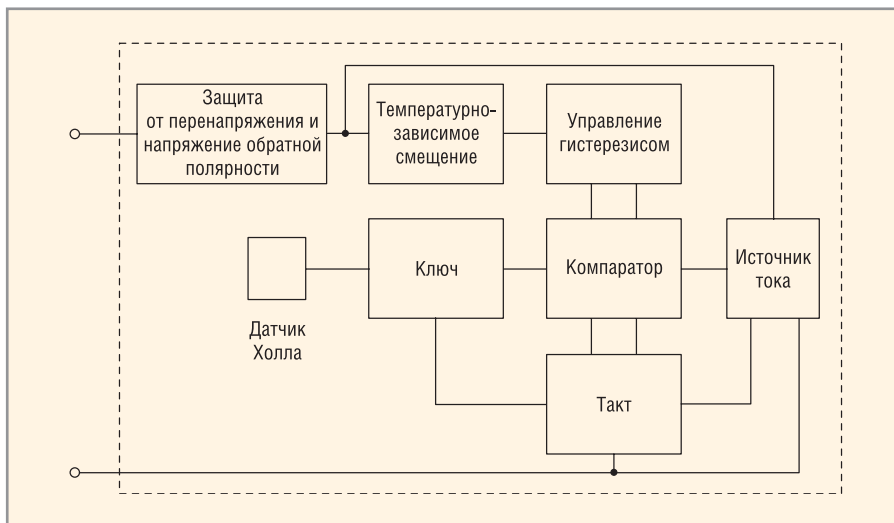 Защита
от перенапряжения и
напряжение обратной
полярности
Температурно-
зависимое
смещение
Управление
гистерезисом
Датчик
Холла
Ключ
Компаратор
Источник
тока
Такт